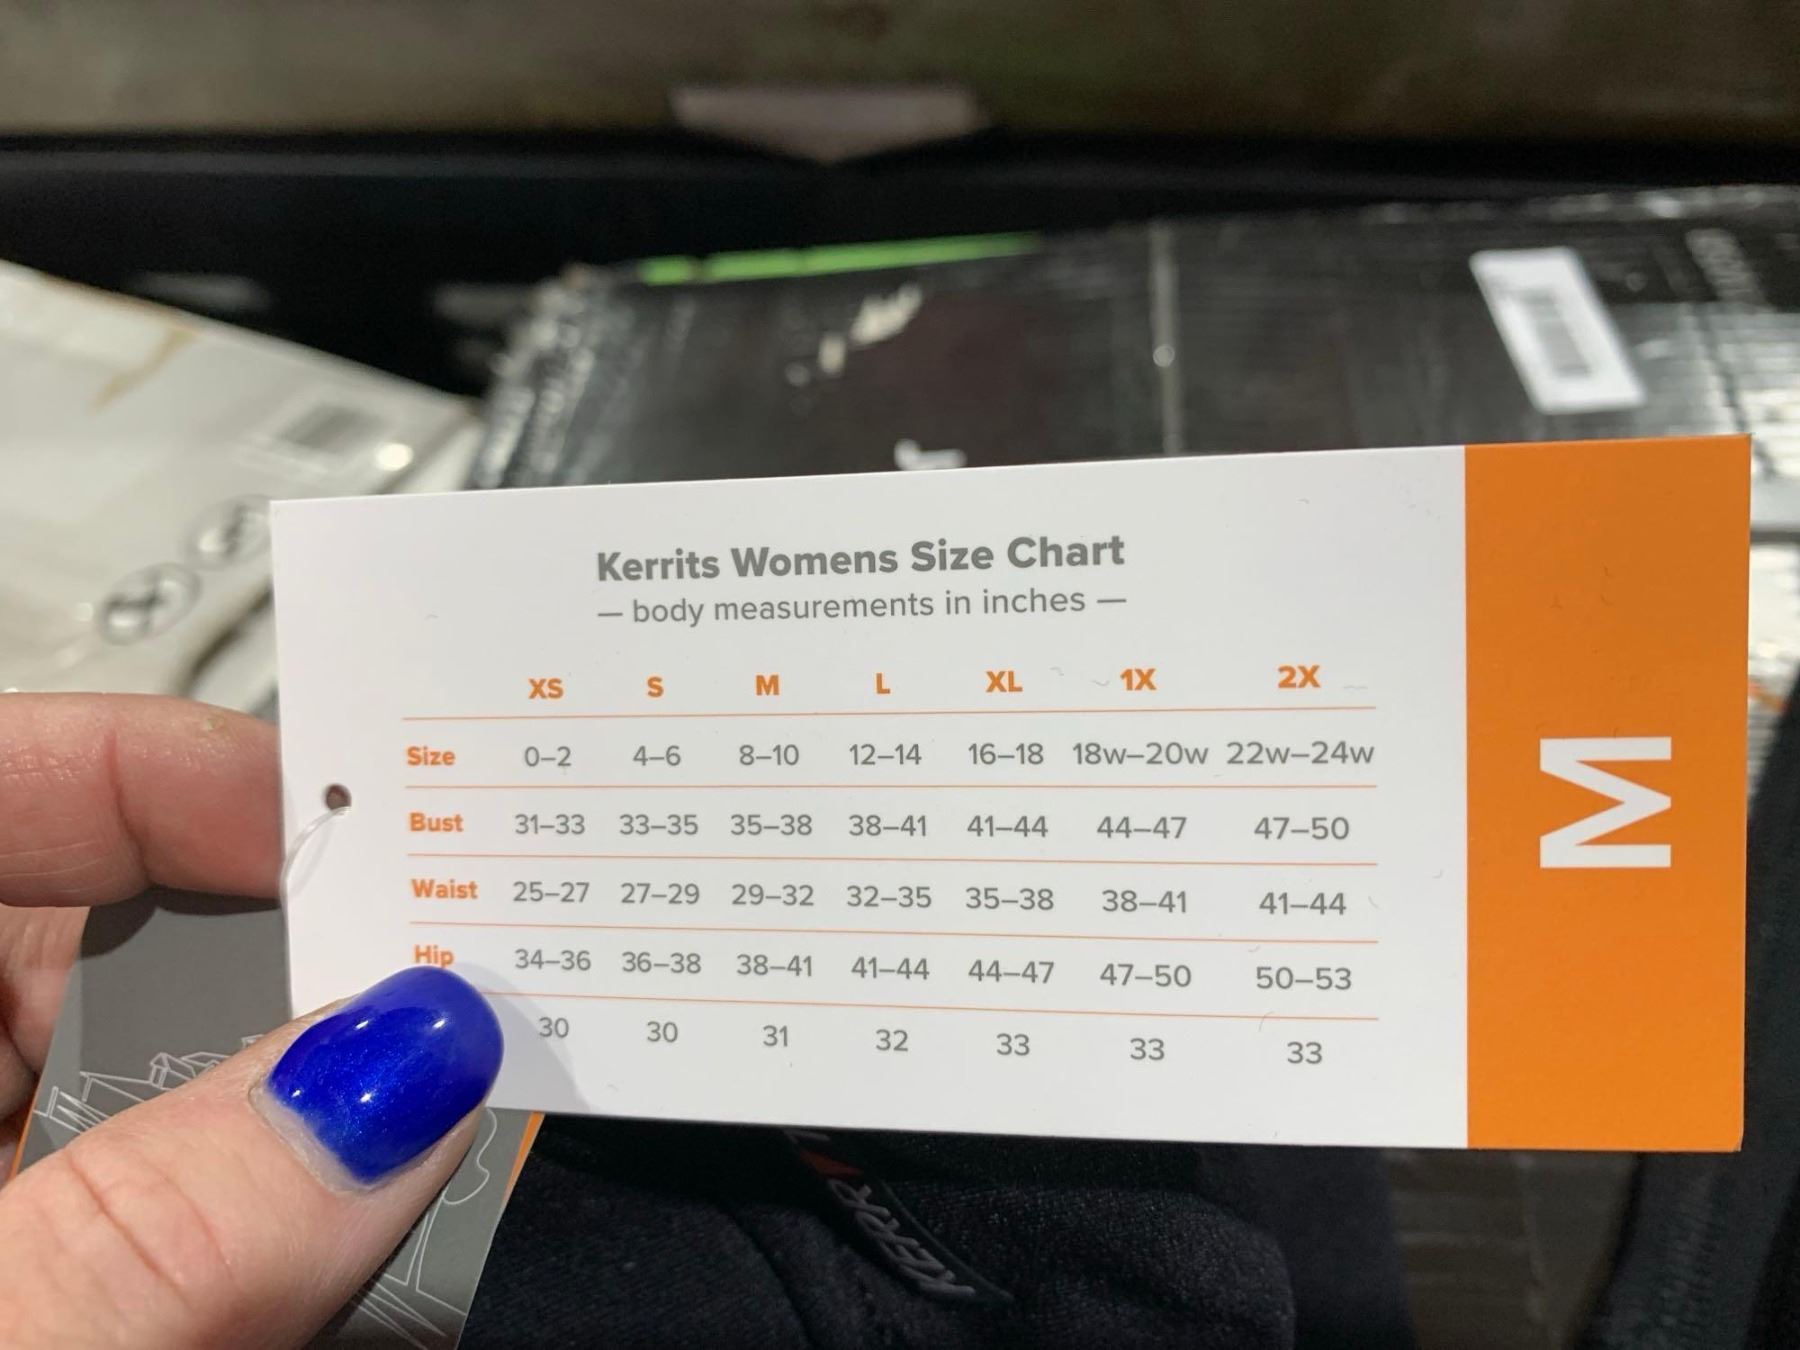 Kerrits Womens Size Chart
— body measurements in inches —
XS S M L XL 1X 2X
Size 0–2 4–6 8–10 12–14 16–18 18w–20w 22w–24w
Bust 31–33 33–35 35–38 38–41 41–44 44–47 47–50
Waist 25–27 27–29 29–32 32–35 35–38 38–41 41–44
Hip 34–36 36–38 38–41 41–44 44–47 47–50 50–53
30 30 31 32 33 33 33
M